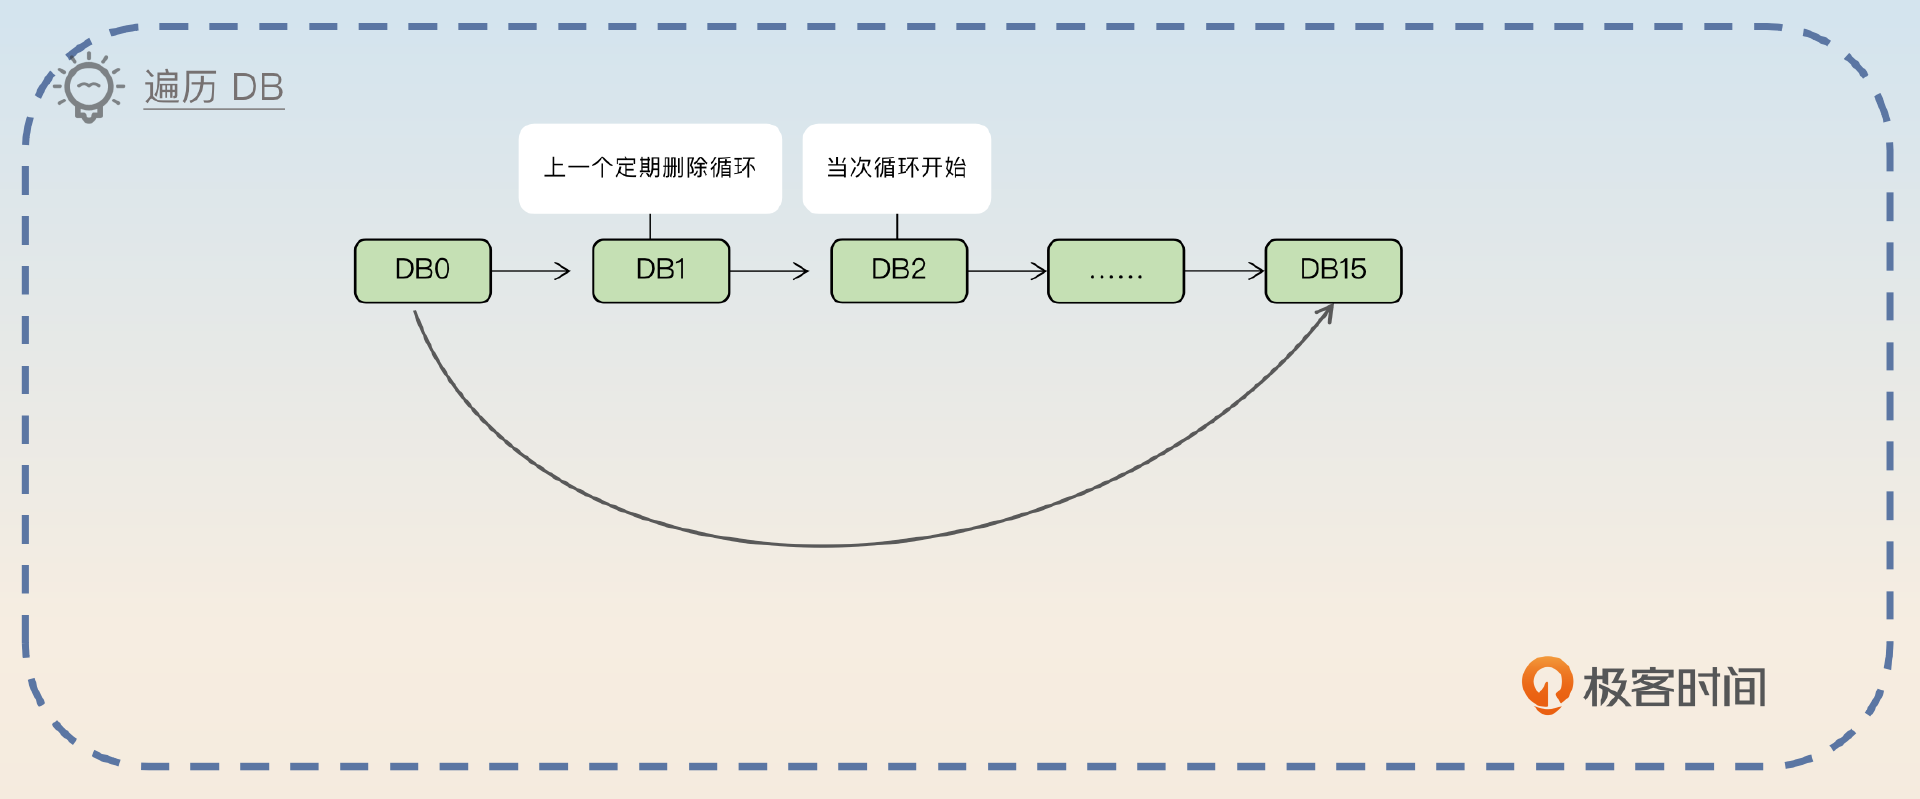 遍历 DB
上一个定期删除循环
当次循环开始
DB0
DB1
DB2
......
DB15
极客时间